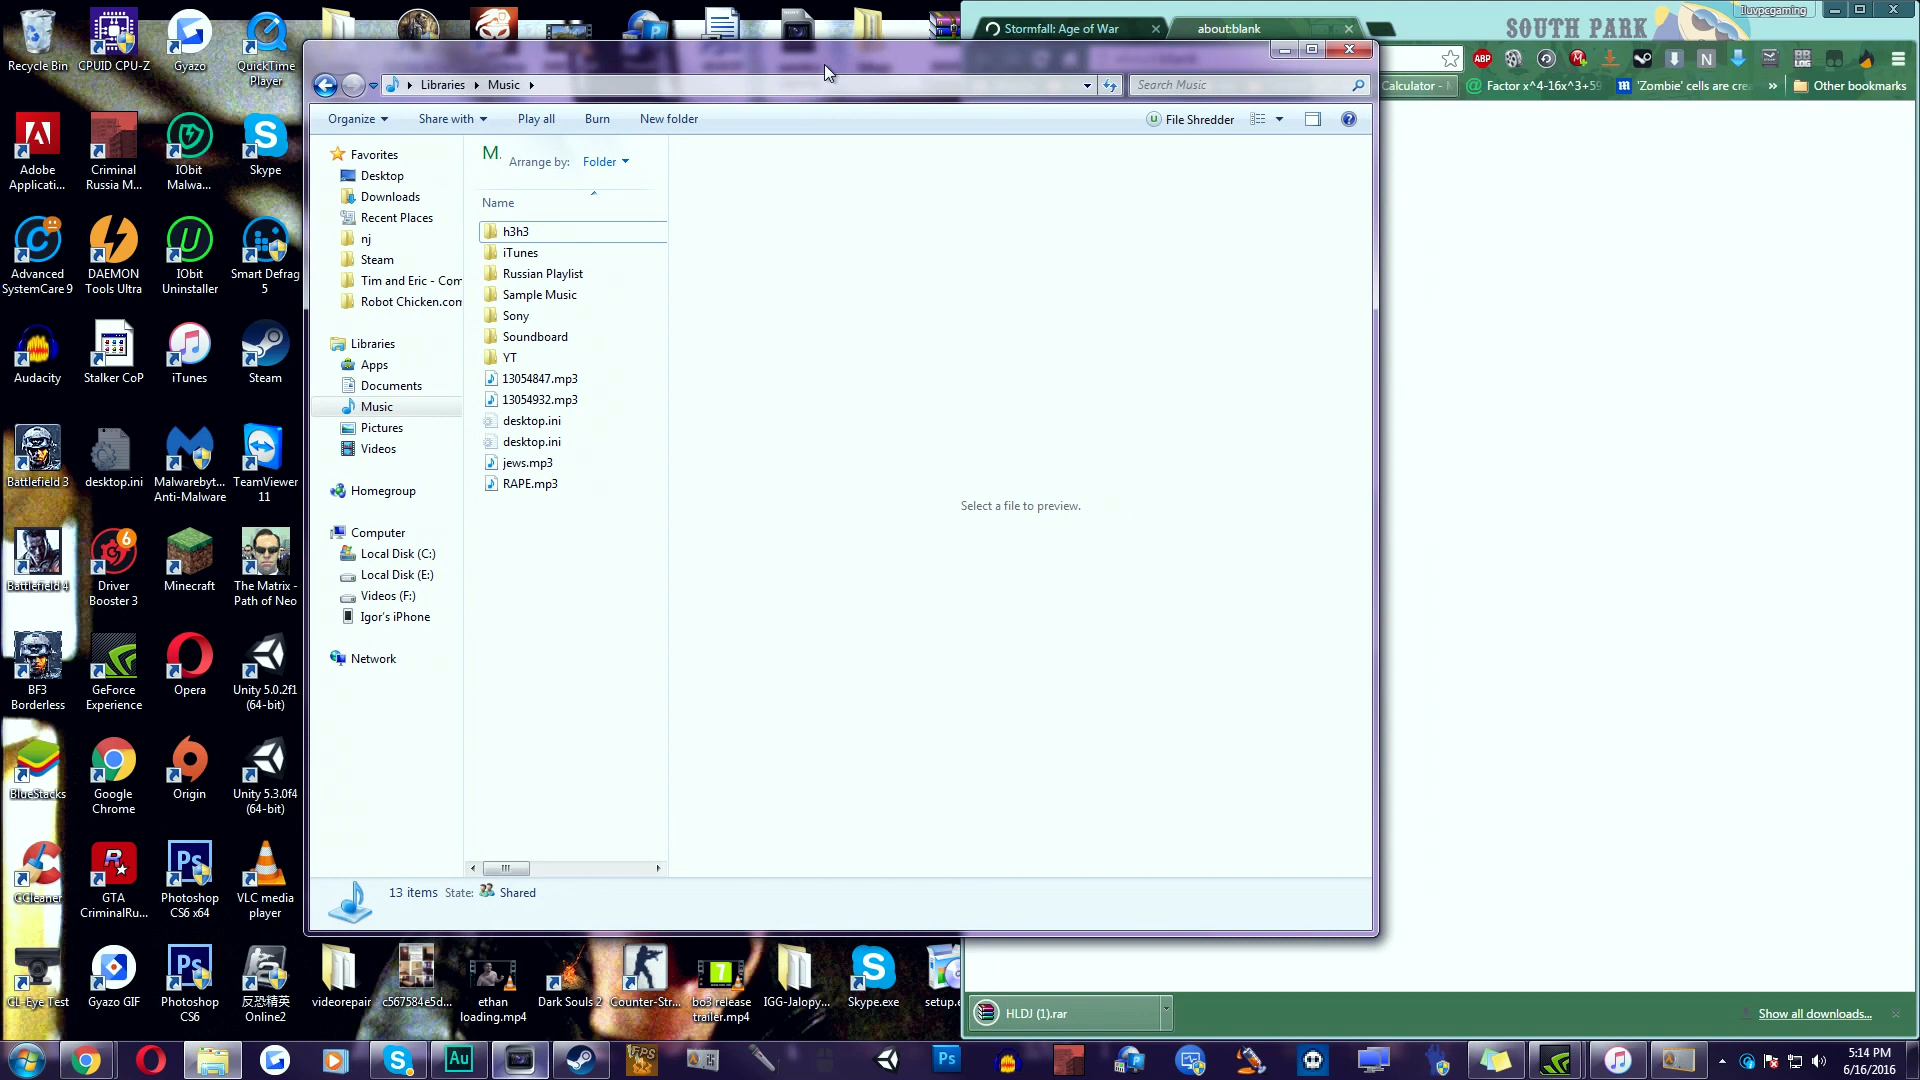 Recycle Bin
CPUID CPU-Z
Gyazo
QuickTime Player
Stormfall: Age of War
about:blank
SOUTH PARK
Iluvpcgaming
Libraries
Music
Search Music
Calculator -
Factor x^4-16x^3+59
'Zombie' cells are crea
»
Other bookmarks
Organize
Share with
Play all
Burn
New folder
File Shredder
M.
Arrange by:
Folder
Name
Favorites
Desktop
Downloads
Recent Places
nj
Steam
Tim and Eric - Com
Robot Chicken.com
Libraries
Apps
Documents
Music
Pictures
Videos
Homegroup
Computer
Local Disk (C:)
Local Disk (E:)
Videos (F:)
Igor's iPhone
Network
h3h3
iTunes
Russian Playlist
Sample Music
Sony
Soundboard
YT
13054847.mp3
13054932.mp3
desktop.ini
desktop.ini
jews.mp3
RAPE.mp3
Select a file to preview.
13 items
State:
Shared
Adobe Applicati...
Criminal Russia M...
IObit Malwa...
Skype
Advanced SystemCare 9
DAEMON Tools Ultra
IObit Uninstaller
Smart Defrag 5
Audacity
Stalker CoP
iTunes
Steam
Battlefield 3
desktop.ini
Malwarebyt... Anti-Malware
TeamViewer 11
Battlefield 4
Driver Booster 3
Minecraft
The Matrix - Path of Neo
BF3 Borderless
GeForce Experience
Opera
Unity 5.0.2f1 (64-bit)
BlueStacks
Google Chrome
Origin
Unity 5.3.0f4 (64-bit)
CCleaner
GTA CriminalRu...
Photoshop CS6 x64
VLC media player
CL-Eye Test
Gyazo GIF
Photoshop CS6
反恐精英 Online2
videorepair
c567584e5d...
ethan loading.mp4
Dark Souls 2
Counter-Str...
bo3 release trailer.mp4
IGG-Jalopy...
Skype.exe
setup.e
HLDJ (1).rar
Show all downloads...
5:14 PM
6/16/2016